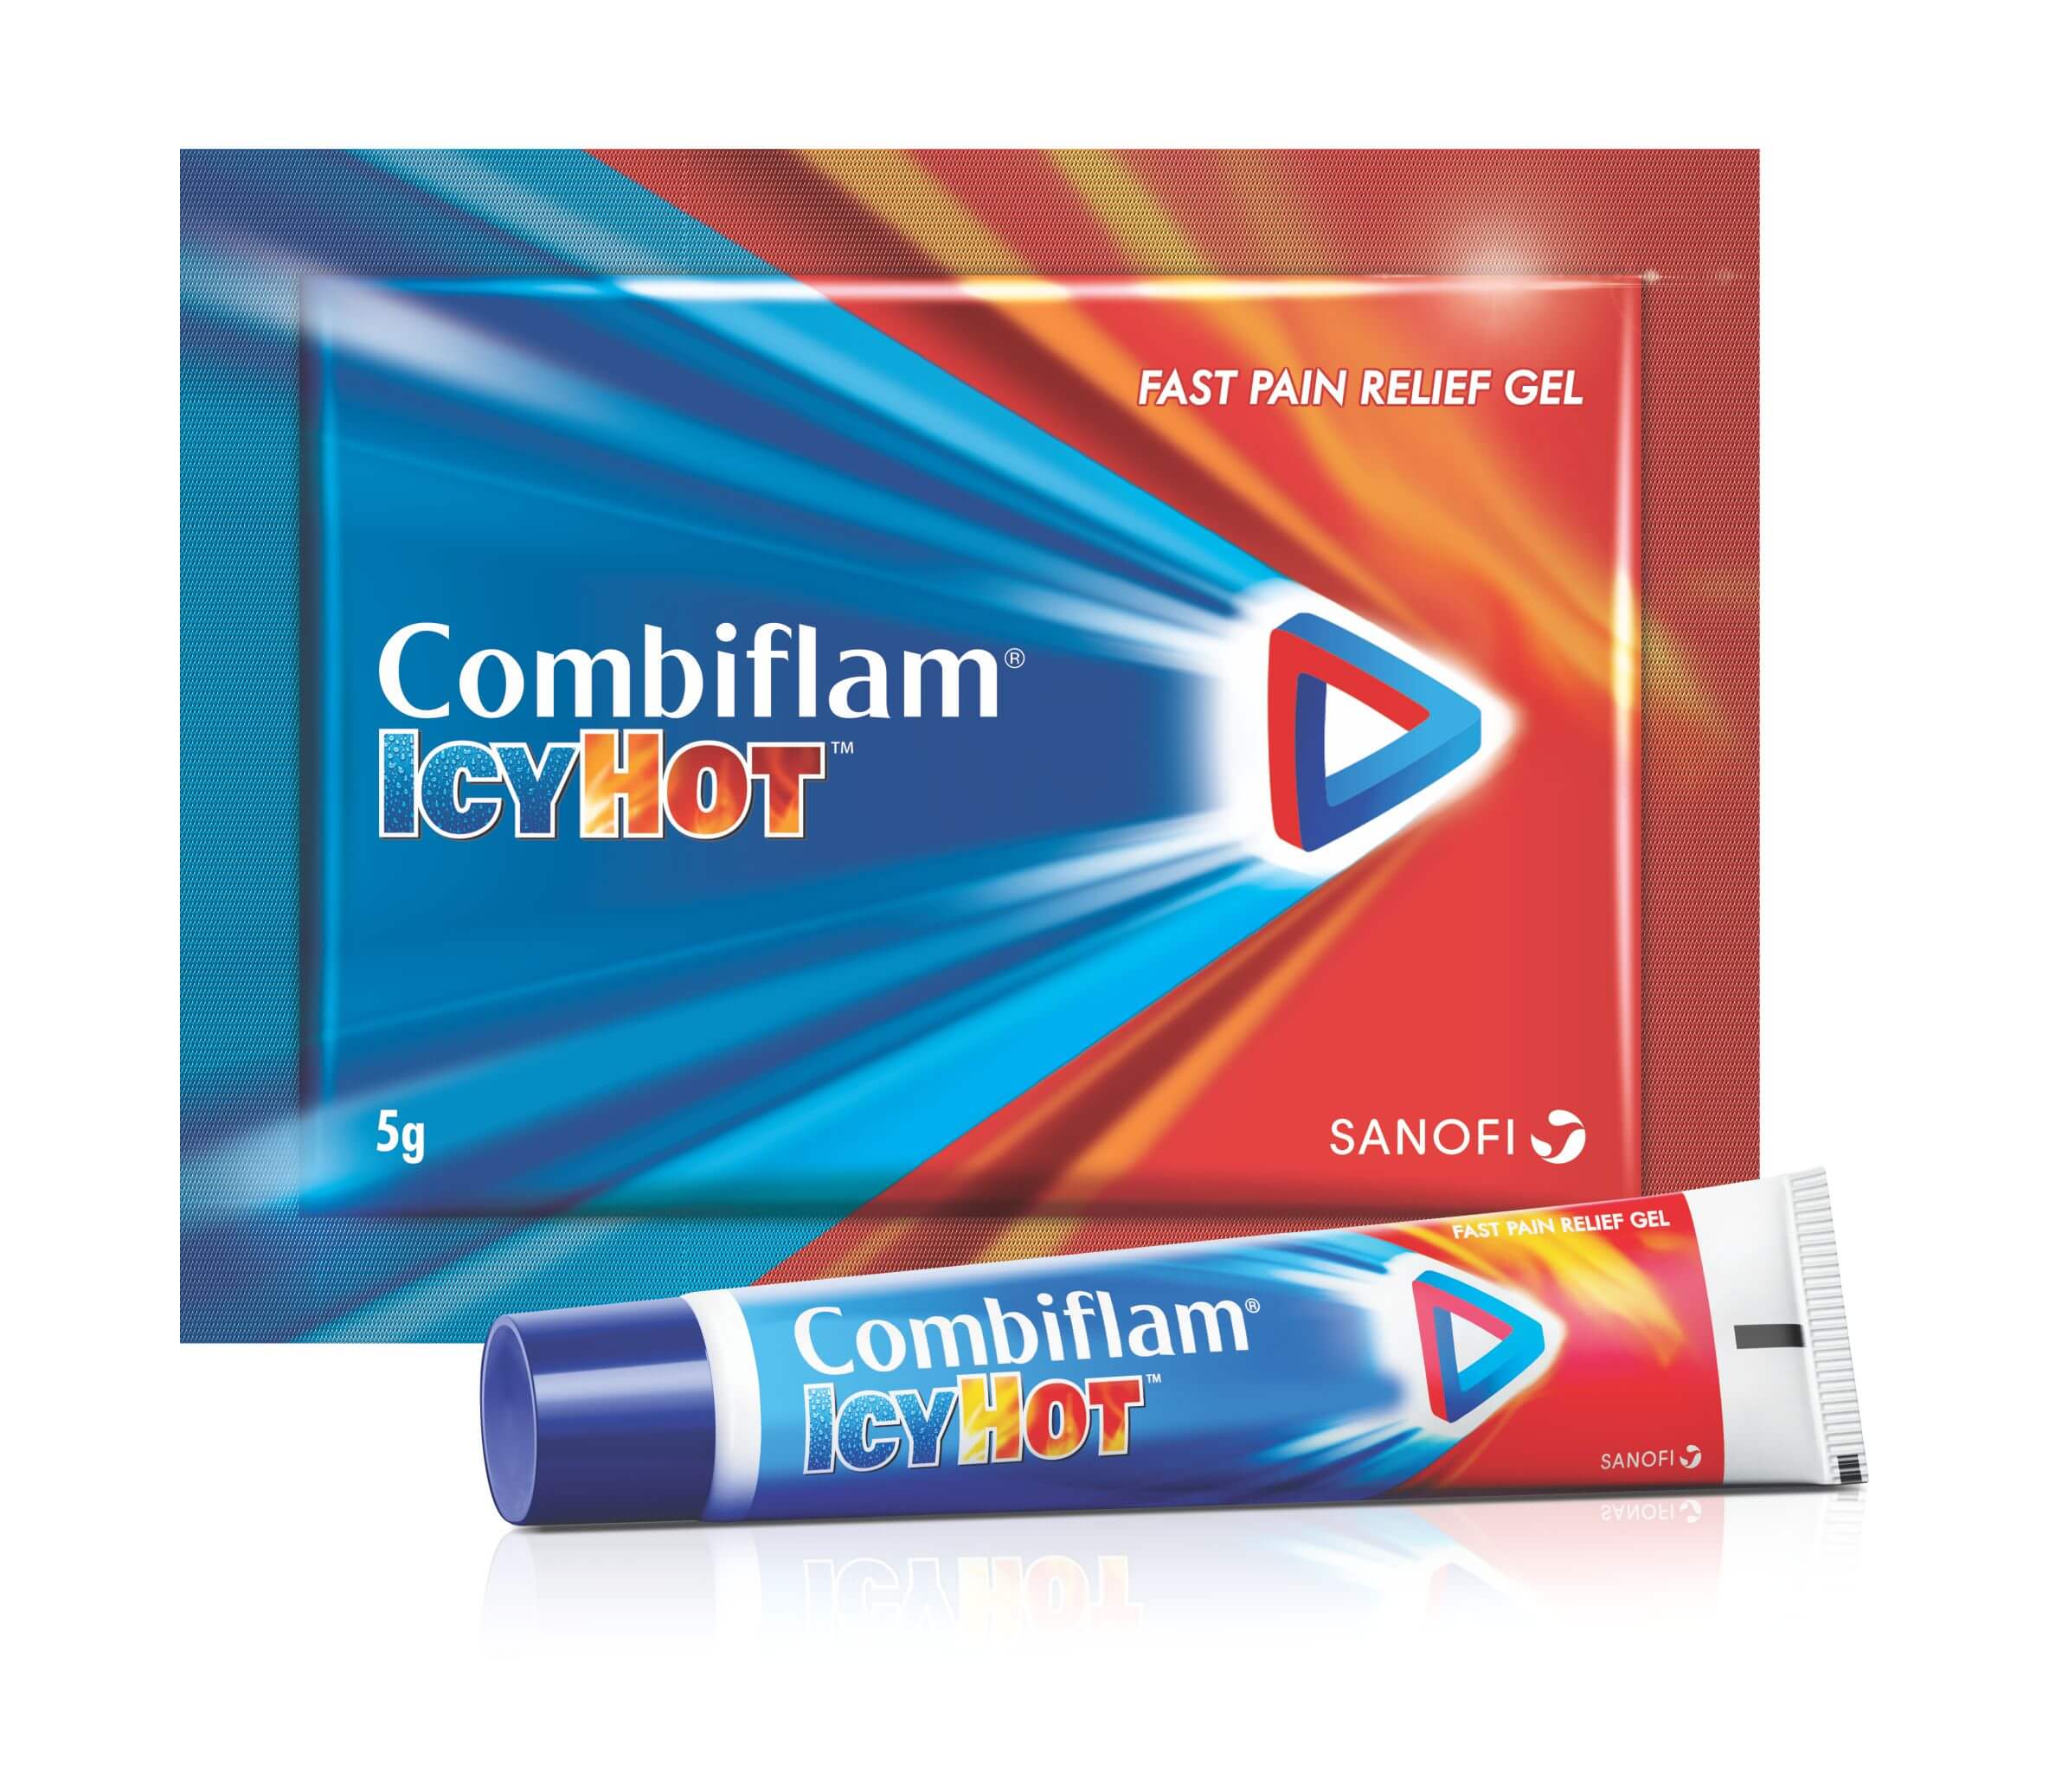 FAST PAIN RELIEF GEL
Combiflam®
ICYHOT™
5g
SANOFI
FAST PAIN RELIEF GEL
Combiflam®
ICYHOT™
SANOFI